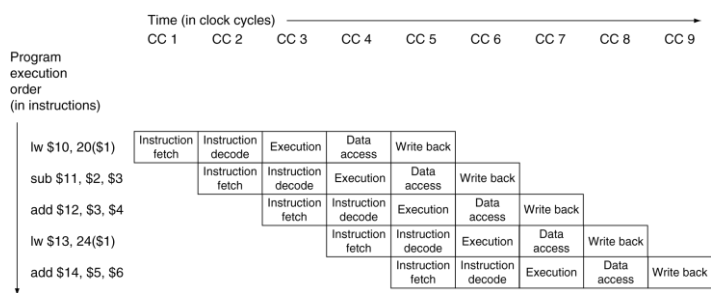 Time (in clock cycles)
CC 1 CC 2 CC 3 CC 4 CC 5 CC 6 CC 7 CC 8 CC 9
Program
execution
order
(in instructions)
lw $10, 20($1)
Instruction
fetch
Instruction
decode
Execution
Data
access
Write back
sub $11, $2, $3
Instruction
fetch
Instruction
decode
Execution
Data
access
Write back
add $12, $3, $4
Instruction
fetch
Instruction
decode
Execution
Data
access
Write back
lw $13, 24($1)
Instruction
fetch
Instruction
decode
Execution
Data
access
Write back
add $14, $5, $6
Instruction
fetch
Instruction
decode
Execution
Data
access
Write back